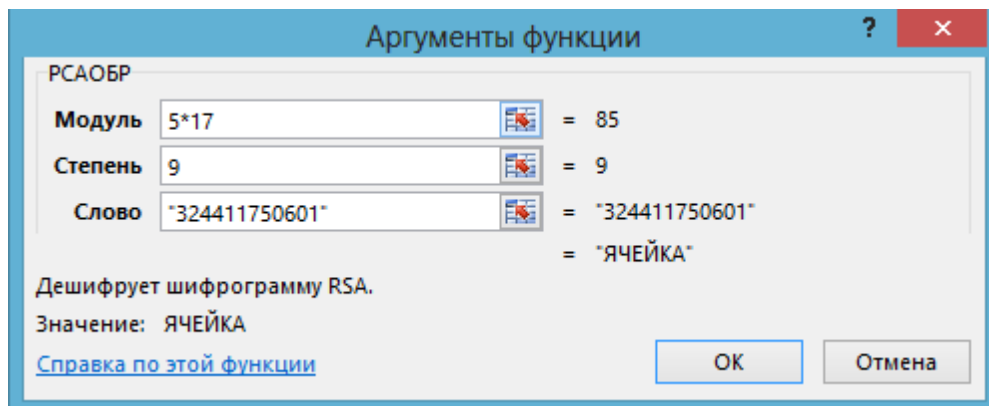 Аргументы функции ? ×
РСАОБР
Модуль 5*17 = 85
Степень 9 = 9
Слово "324411750601" = "324411750601"
= "ЯЧЕЙКА"
Дешифрует шифрограмму RSA.
Значение: ЯЧЕЙКА
Справка по этой функции ОК Отмена